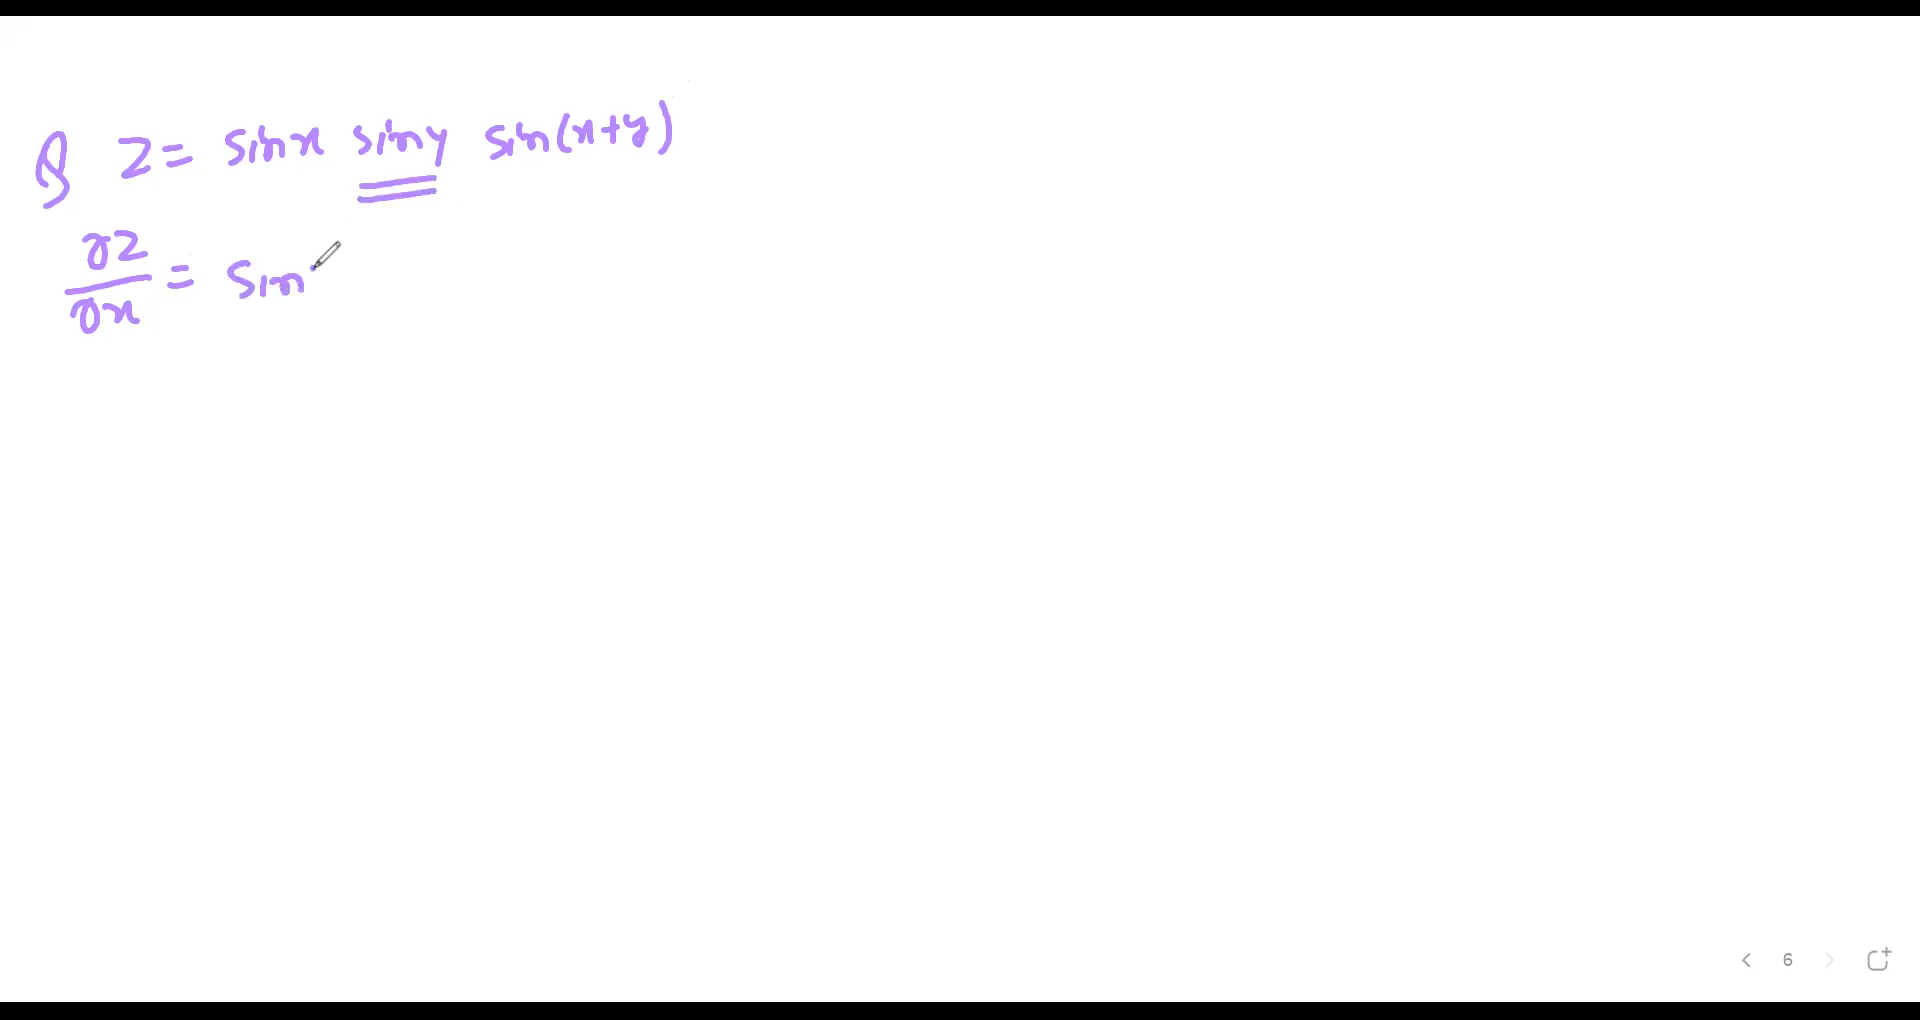 Q Z = sinx siny sin(x+y)
∂Z/∂x = sin
6